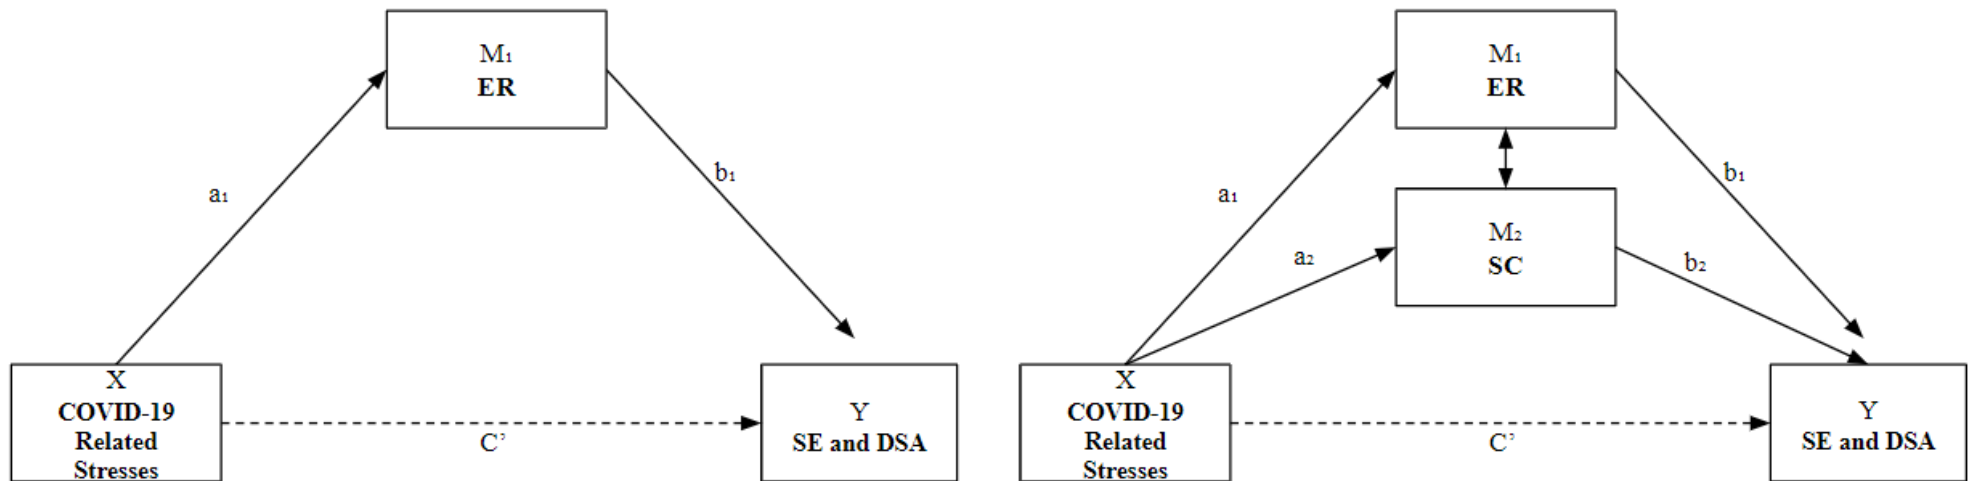 M₁
ER
a₁
b₁
X
COVID-19
Related
Stresses
C’
Y
SE and DSA
M₁
ER
a₁
b₁
M₂
SC
a₂
b₂
X
COVID-19
Related
Stresses
C’
Y
SE and DSA